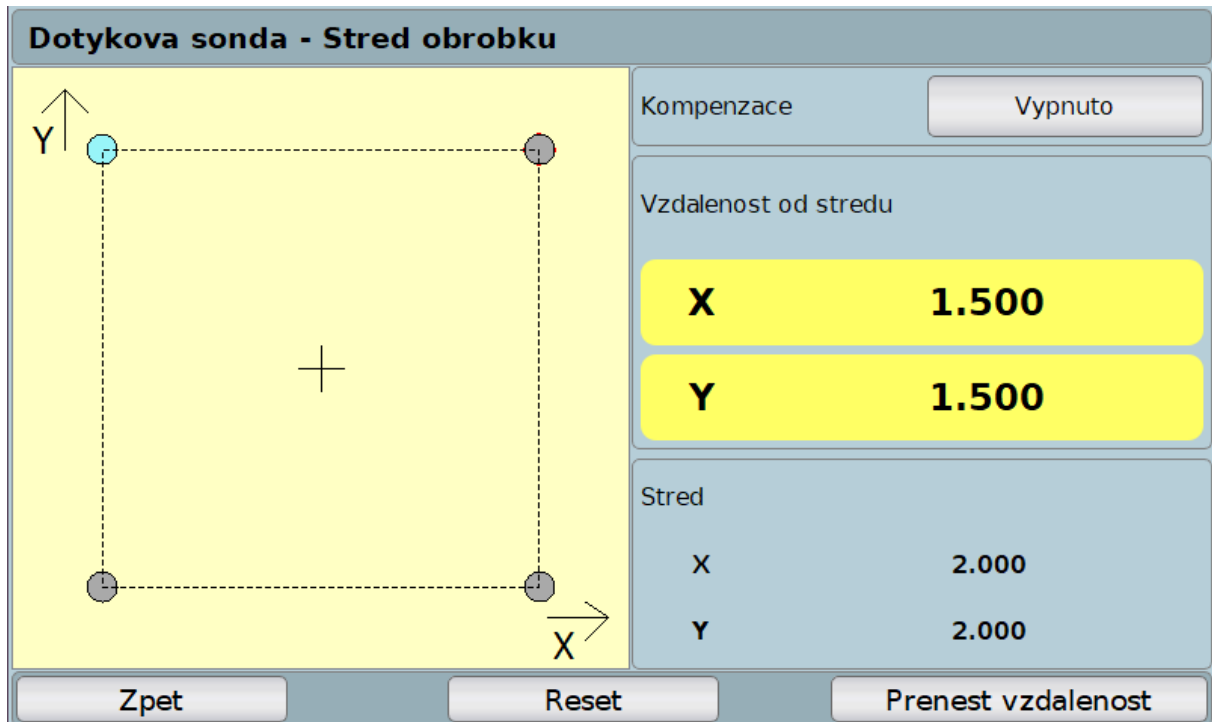 Dotykova sonda - Stred obrobku
Y
X
Kompenzace Vypnuto
Vzdalenost od stredu
X 1.500
Y 1.500
Stred
X 2.000
Y 2.000
Zpet Reset Prenest vzdalenost